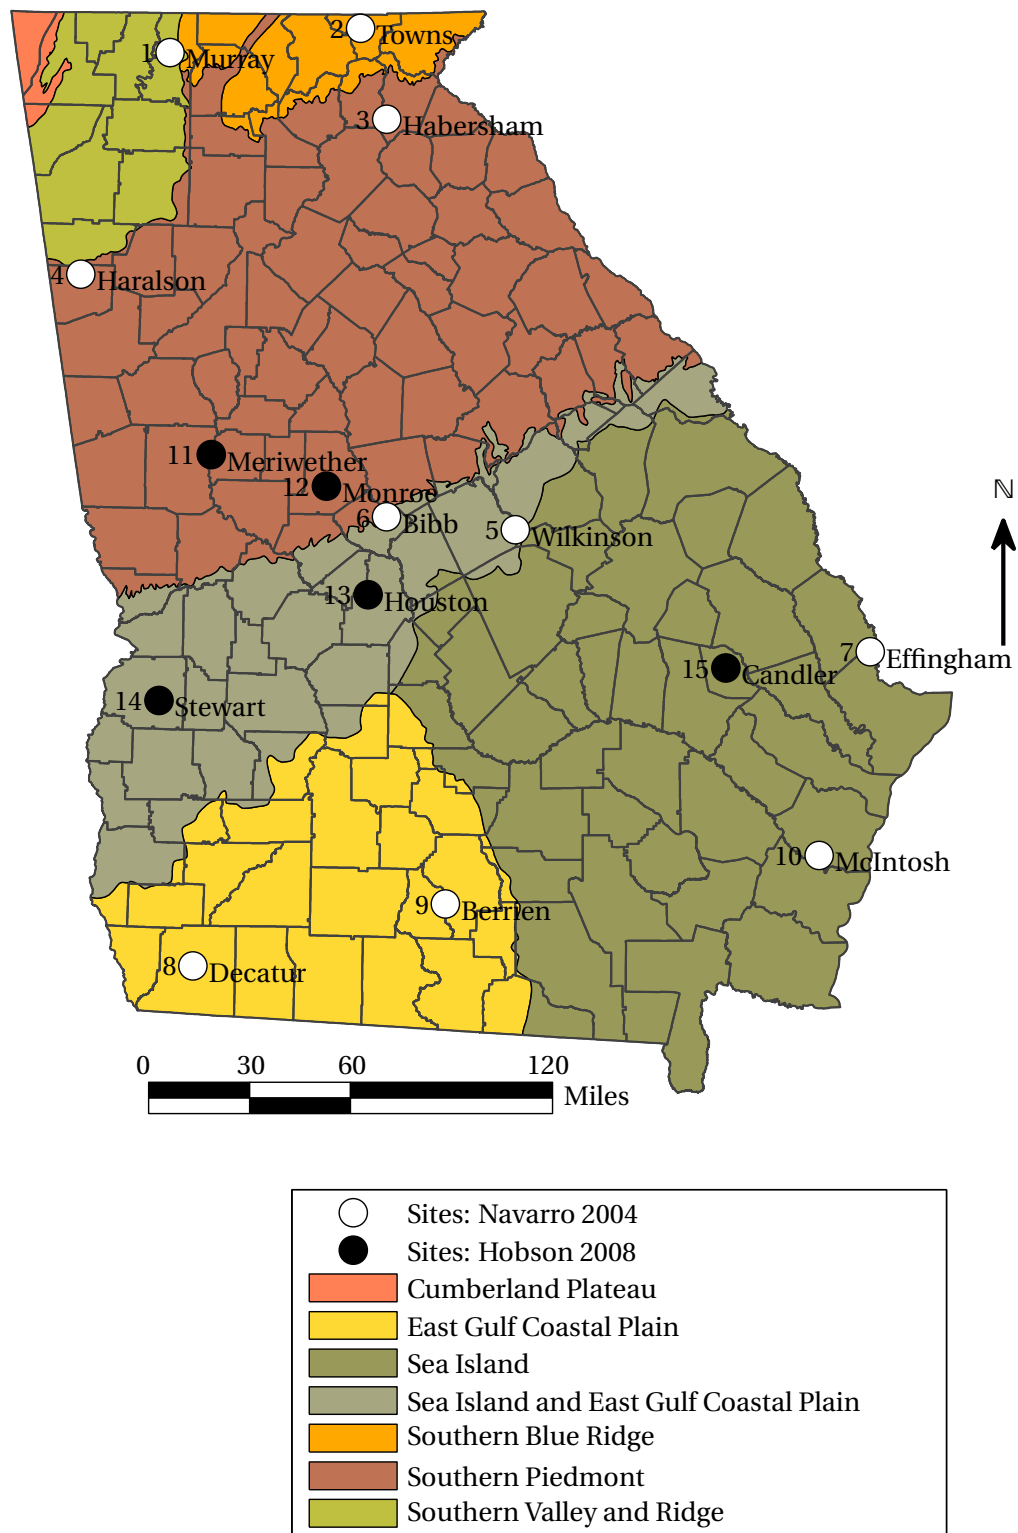 2 Towns
1 Murray
3 Habersham
4 Haralson
11 Meriwether
12 Monroe
6 Bibb
5 Wilkinson
N
13 Houston
7 Effingham
15 Candler
14 Stewart
10 McIntosh
9 Berrien
8 Decatur
0 30 60 120
Miles
Sites: Navarro 2004
Sites: Hobson 2008
Cumberland Plateau
East Gulf Coastal Plain
Sea Island
Sea Island and East Gulf Coastal Plain
Southern Blue Ridge
Southern Piedmont
Southern Valley and Ridge